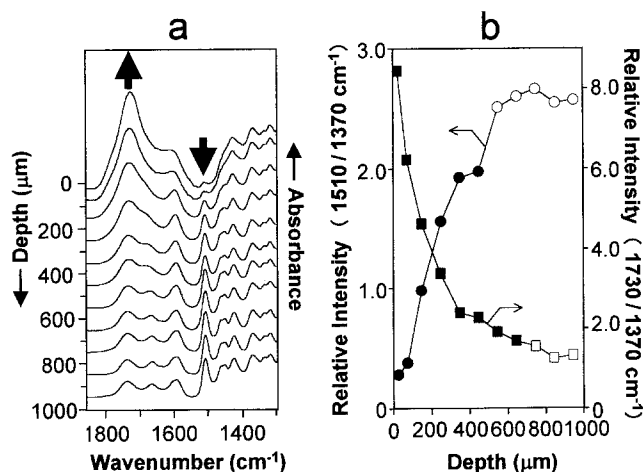 a
0
200
400
600
800
1000
← Depth (μm)
Absorbance →
1800 1600 1400
Wavenumber (cm-1)
b
3.0
2.0
1.0
0
Relative Intensity (1510 / 1370 cm-1)
8.0
6.0
4.0
2.0
0
Relative Intensity (1730 / 1370 cm-1)
0 200 400 600 800 1000
Depth (μm)